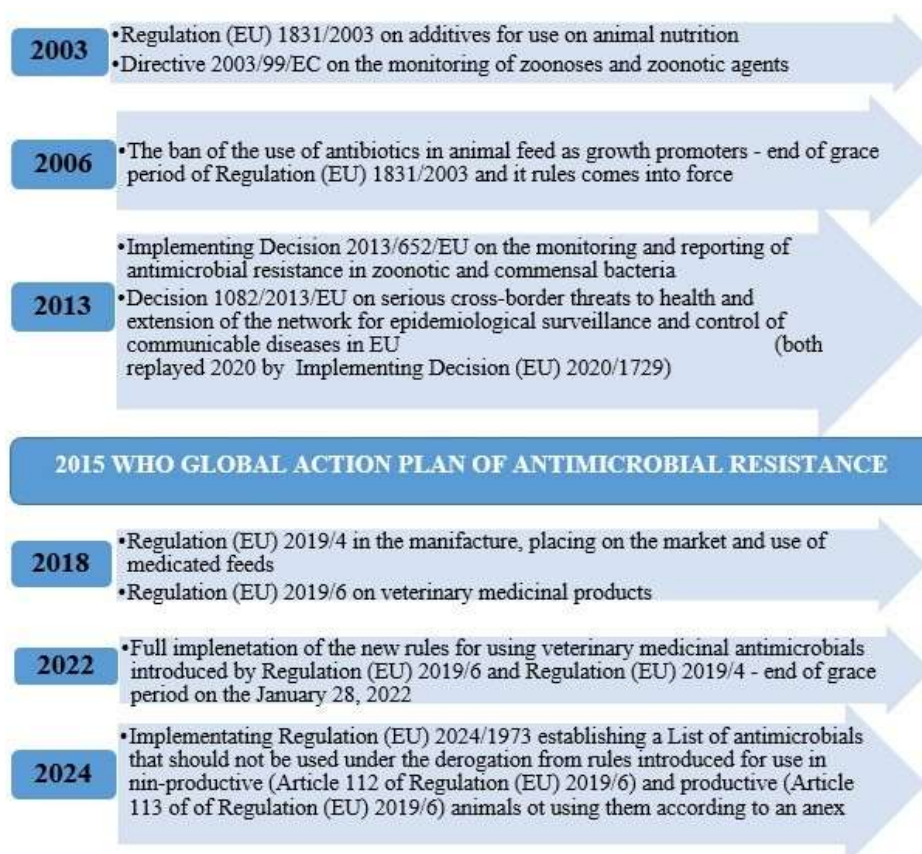 2003
•Regulation (EU) 1831/2003 on additives for use on animal nutrition
•Directive 2003/99/EC on the monitoring of zoonoses and zoonotic agents
2006
•The ban of the use of antibiotics in animal feed as growth promoters - end of grace
period of Regulation (EU) 1831/2003 and it rules comes into force
2013
•Implementing Decision 2013/652/EU on the monitoring and reporting of
antimicrobial resistance in zoonotic and commensal bacteria
•Decision 1082/2013/EU on serious cross-border threats to health and
extension of the network for epidemiological surveillance and control of
communicable diseases in EU (both
replayed 2020 by Implementing Decision (EU) 2020/1729)
2015 WHO GLOBAL ACTION PLAN OF ANTIMICROBIAL RESISTANCE
2018
•Regulation (EU) 2019/4 in the manifacture, placing on the market and use of
medicated feeds
•Regulation (EU) 2019/6 on veterinary medicinal products
2022
•Full implenetation of the new rules for using veterinary medicinal antimicrobials
introduced by Regulation (EU) 2019/6 and Regulation (EU) 2019/4 - end of grace
period on the January 28, 2022
2024
•Implementating Regulation (EU) 2024/1973 establishing a List of antimicrobials
that should not be used under the derogation from rules introduced for use in
nin-productive (Article 112 of Regulation (EU) 2019/6) and productive (Article
113 of of Regulation (EU) 2019/6) animals ot using them according to an anex